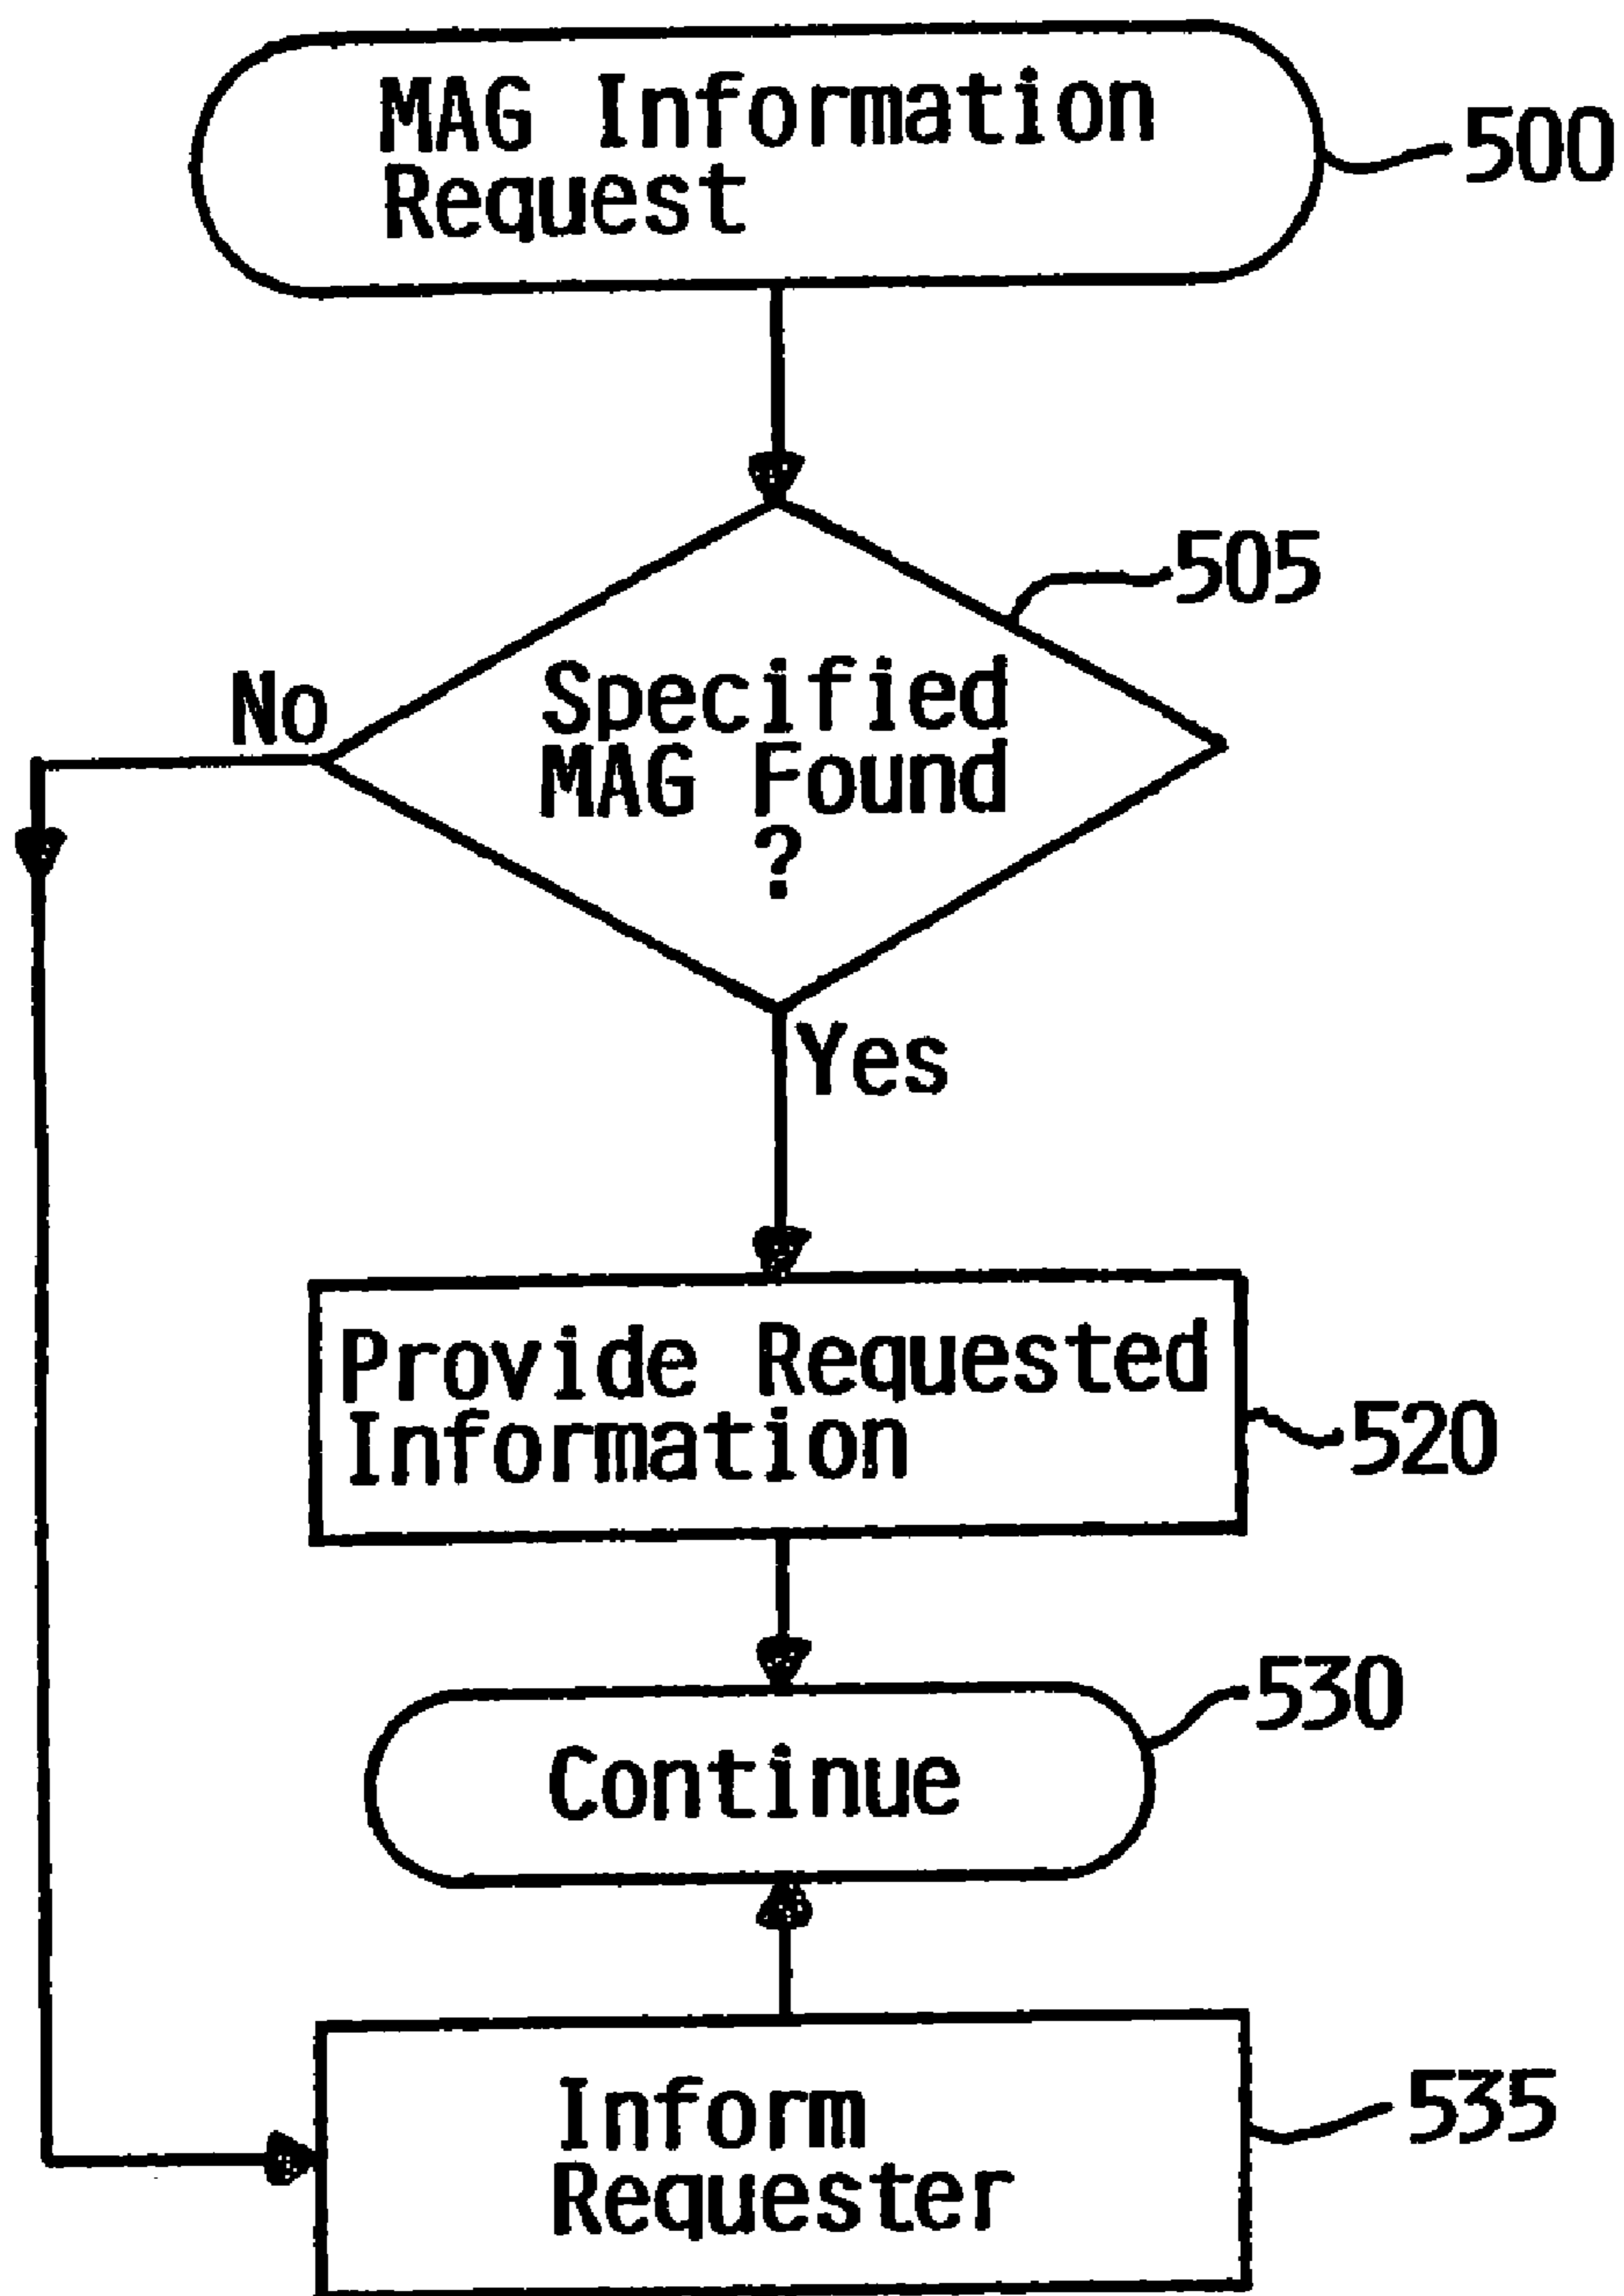 MAG Information
Request
500
505
No
Specified
MAG Found
?
Yes
Provide Requested
Information
520
530
Continue
Inform
Requester
535